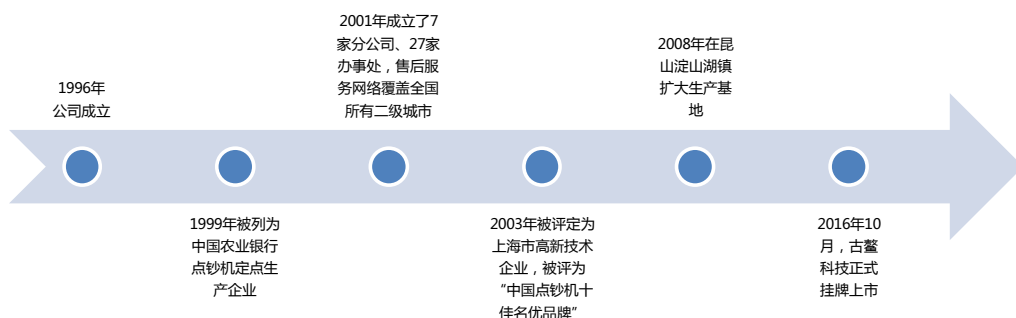 1996年
公司成立
1999年被列为
中国农业银行
点钞机定点生
产企业
2001年成立了7
家分公司、27家
办事处，售后服
务网络覆盖全国
所有二级城市
2003年被评定为
上海市高新技术
企业，被评为
“中国点钞机十
佳名优品牌”
2008年在昆
山淀山湖镇
扩大生产基
地
2016年10
月，古鳌
科技正式
挂牌上市